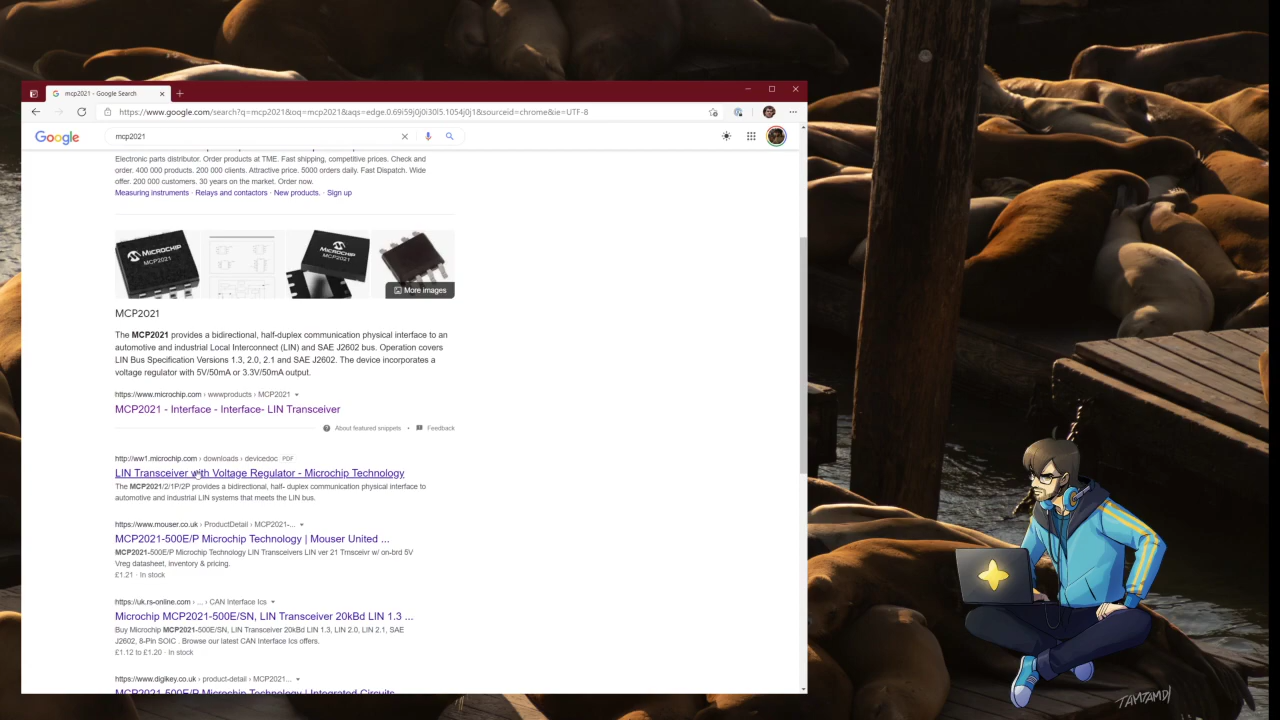 mcp2021 - Google Search
https://www.google.com/search?q=mcp2021&oq=mcp2021&aqs=edge.0.69i59j0j0i30l5.1054j0j1&sourceid=chrome&ie=UTF-8
Google
mcp2021
Electronic parts distributor. Order products at TME. Fast shipping, competitive prices. Check and
order. 400 000 products. 200 000 clients. Attractive price. 5000 orders daily. Fast Dispatch. Wide
offer. 200 000 customers. 30 years on the market. Order now.
Measuring instruments · Relays and contactors · New products. · Sign up
MICROCHIP
MCP2021
MICROCHIP
MCP2021
More images
MCP2021
The MCP2021 provides a bidirectional, half-duplex communication physical interface to an
automotive and industrial Local Interconnect (LIN) and SAE J2602 bus. Operation covers
LIN Bus Specification Versions 1.3, 2.0, 2.1 and SAE J2602. The device incorporates a
voltage regulator with 5V/50mA or 3.3V/50mA output.
https://www.microchip.com › wwwproducts › MCP2021
MCP2021 - Interface - Interface- LIN Transceiver
About featured snippets • Feedback
http://ww1.microchip.com › downloads › devicedoc PDF
LIN Transceiver with Voltage Regulator - Microchip Technology
The MCP2021/2/1P/2P provides a bidirectional, half- duplex communication physical interface to
automotive and industrial LIN systems that meets the LIN bus.
https://www.mouser.co.uk › ProductDetail › MCP2021-...
MCP2021-500E/P Microchip Technology | Mouser United ...
MCP2021-500E/P Microchip Technology LIN Transceivers LIN ver 21 Trnsceivr w/ on-brd 5V
Vreg datasheet, inventory & pricing.
£1.21 · In stock
https://uk.rs-online.com › ... › CAN Interface Ics
Microchip MCP2021-500E/SN, LIN Transceiver 20kBd LIN 1.3 ...
Buy Microchip MCP2021-500E/SN, LIN Transceiver 20kBd LIN 1.3, LIN 2.0, LIN 2.1, SAE
J2602, 8-Pin SOIC . Browse our latest CAN Interface Ics offers.
£1.12 to £1.20 · In stock
https://www.digikey.co.uk › product-detail › MCP2021...
MCP2021-500E/P Microchip Technology | Integrated Circuits
TAMTAMDI